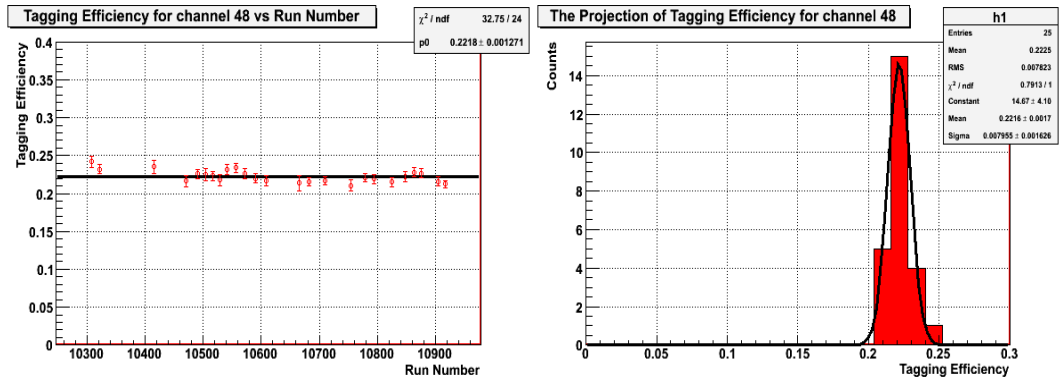 Tagging Efficiency for channel 48 vs Run Number
χ² / ndf 32.75 / 24
p0 0.2218 ± 0.001271
Tagging Efficiency
0.4
0.35
0.3
0.25
0.2
0.15
0.1
0.05
0
10300 10400 10500 10600 10700 10800 10900
Run Number
The Projection of Tagging Efficiency for channel 48
h1
Entries 25
Mean 0.2225
RMS 0.007823
χ² / ndf 0.7913 / 1
Constant 14.67 ± 4.10
Mean 0.2216 ± 0.0017
Sigma 0.007955 ± 0.001626
Counts
14
12
10
8
6
4
2
0
0 0.05 0.1 0.15 0.2 0.25 0.3
Tagging Efficiency